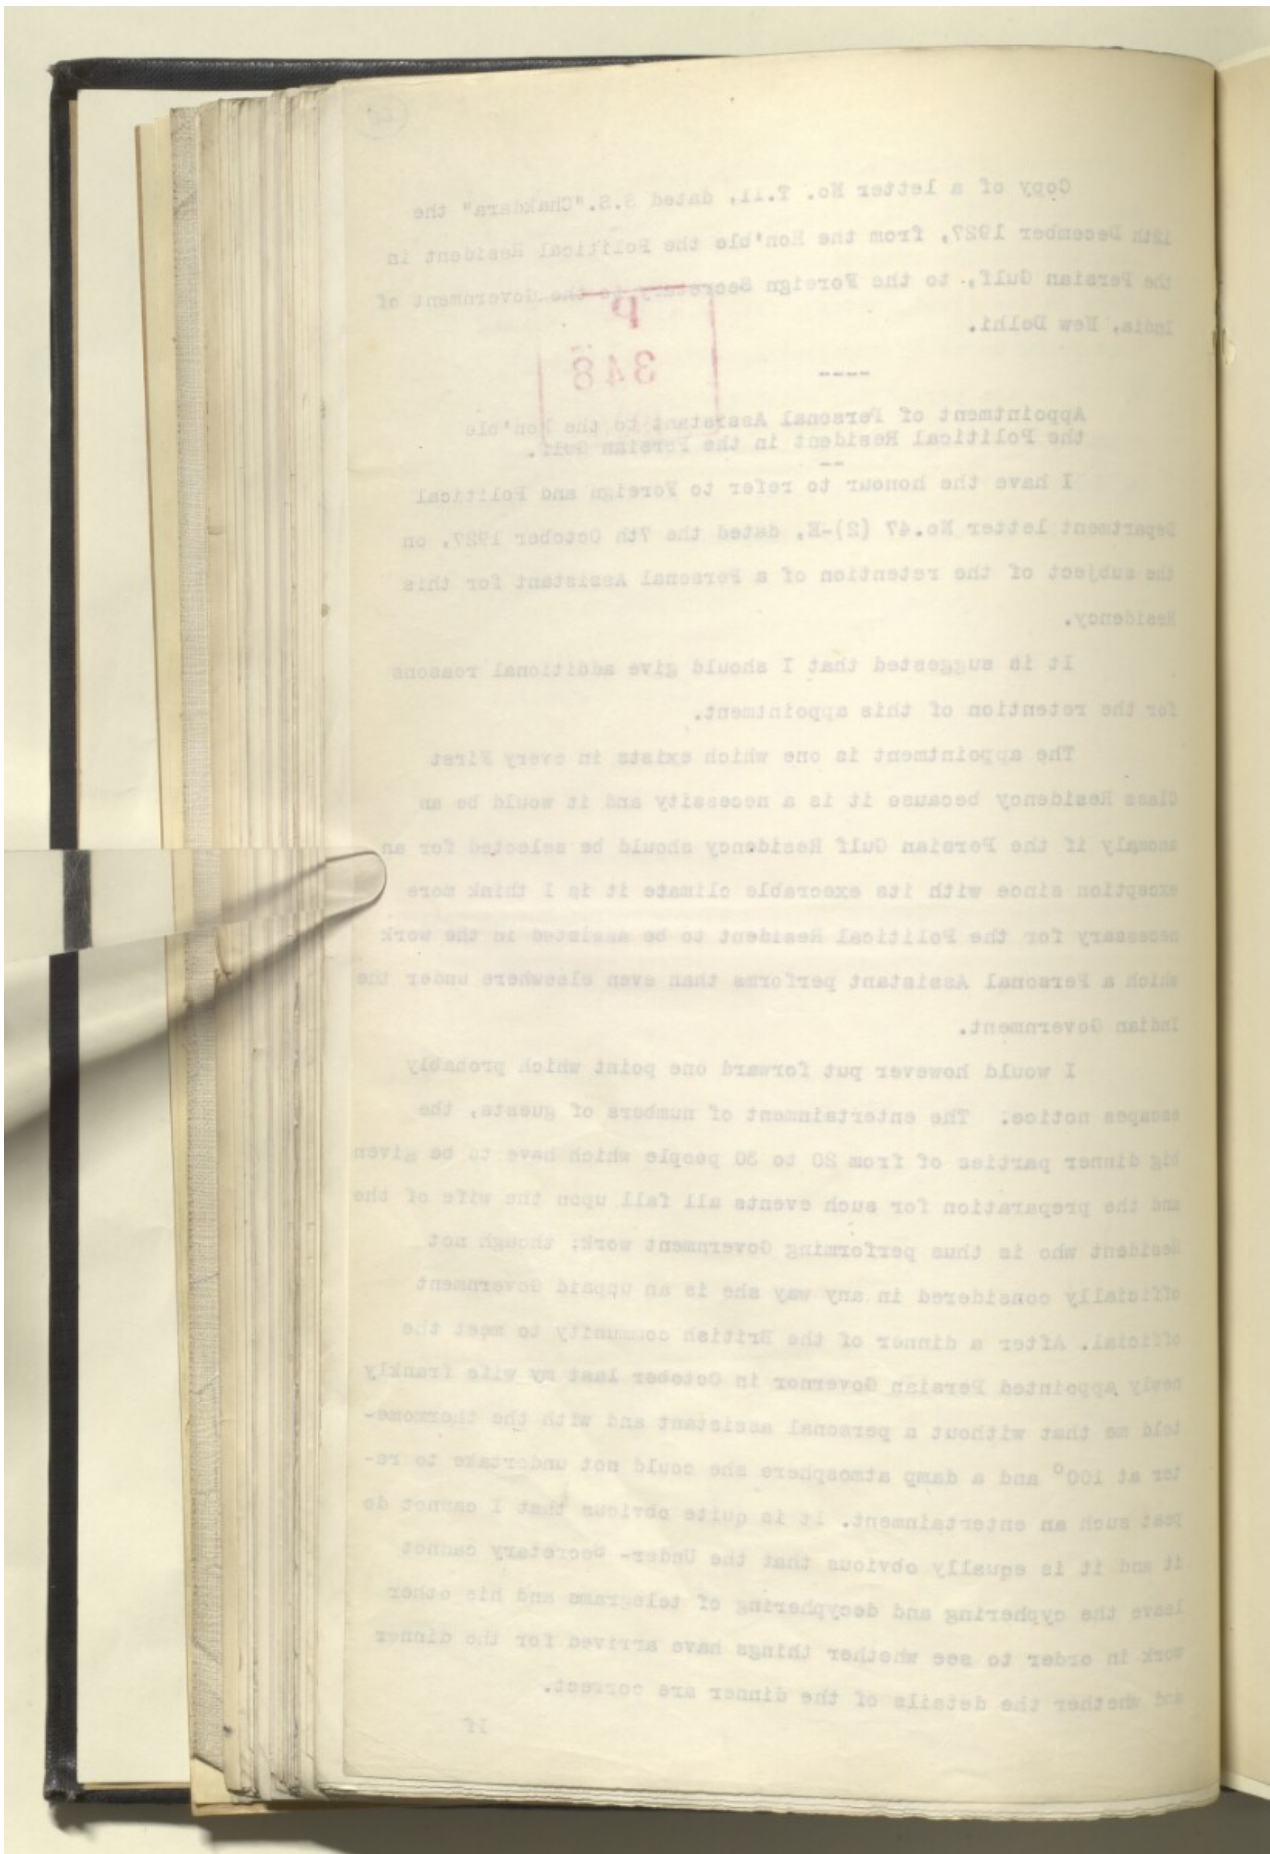 Copy of a letter No. T.11, dated S.S."Chakdara" the
12th December 1927, from the Hon'ble the Political Resident in
the Persian Gulf, to the Foreign Secretary to the Government of
India, New Delhi.
P
348
----
Appointment of Personal Assistant to the Hon'ble
the Political Resident in the Persian Gulf.
--
I have the honour to refer to Foreign and Political
Department letter No.47 (2)-E, dated the 7th October 1927, on
the subject of the retention of a Personal Assistant for this
Residency.
It is suggested that I should give additional reasons
for the retention of this appointment.
The appointment is one which exists in every First
Class Residency because it is a necessity and it would be an
anomaly if the Persian Gulf Residency should be selected for an
exception since with its execrable climate it is I think more
necessary for the Political Resident to be assisted in the work
which a Personal Assistant performs than even elsewhere under the
Indian Government.
I would however put forward one point which probably
escapes notice. The entertainment of numbers of guests, the
big dinner parties of from 20 to 30 people which have to be given
and the preparation for such events all fall upon the wife of the
Resident who is thus performing Government work; though not
officially considered in any way she is an unpaid Government
official. After a dinner of the British community to meet the
newly appointed Persian Governor in October last my wife frankly
told me that without a personal assistant and with the thermome-
ter at 100° and a damp atmosphere she could not undertake to re-
peat such an entertainment. It is quite obvious that I cannot do
it and it is equally obvious that the Under- Secretary cannot
leave the cyphering and decyphering of telegrams and his other
work in order to see whether things have arrived for the dinner
and whether the details of the dinner are correct.
If